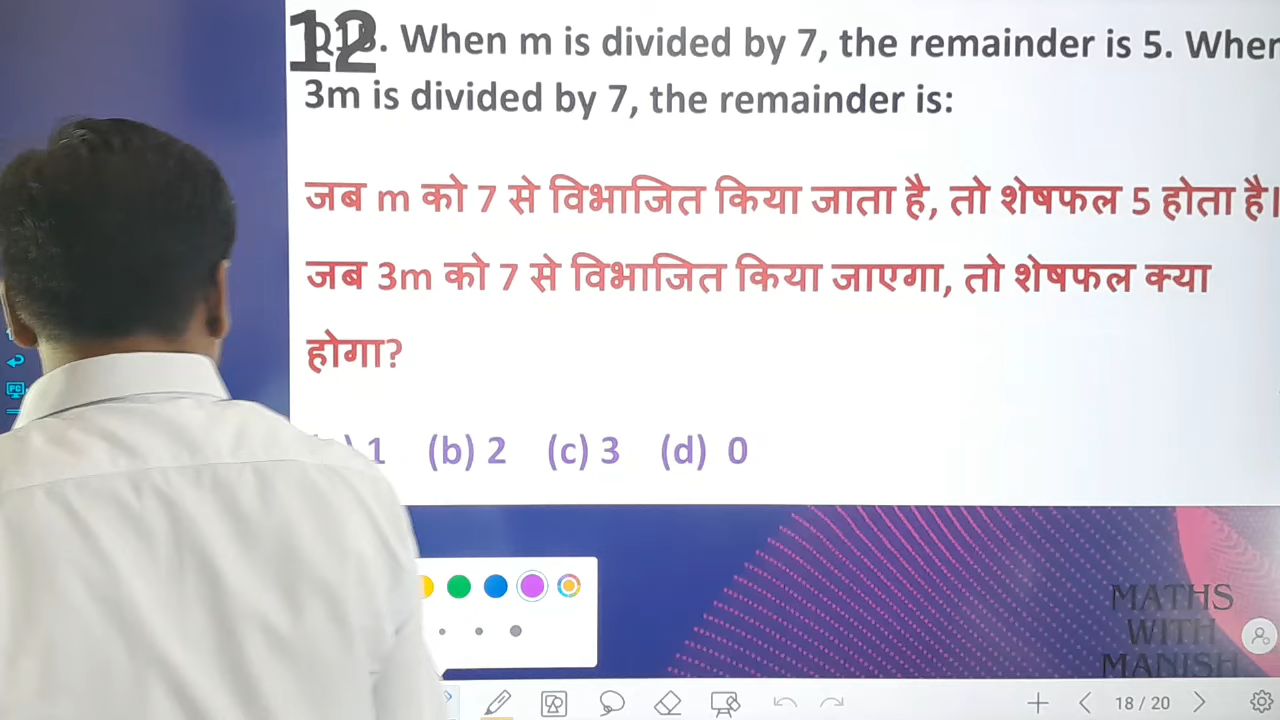 12
. When m is divided by 7, the remainder is 5. When
3m is divided by 7, the remainder is:
जब m को 7 से विभाजित किया जाता है, तो शेषफल 5 होता है।
जब 3m को 7 से विभाजित किया जाएगा, तो शेषफल क्या
होगा?
) 1 (b) 2 (c) 3 (d) 0
PC
MATHS
WITH
MANISH
18 / 20